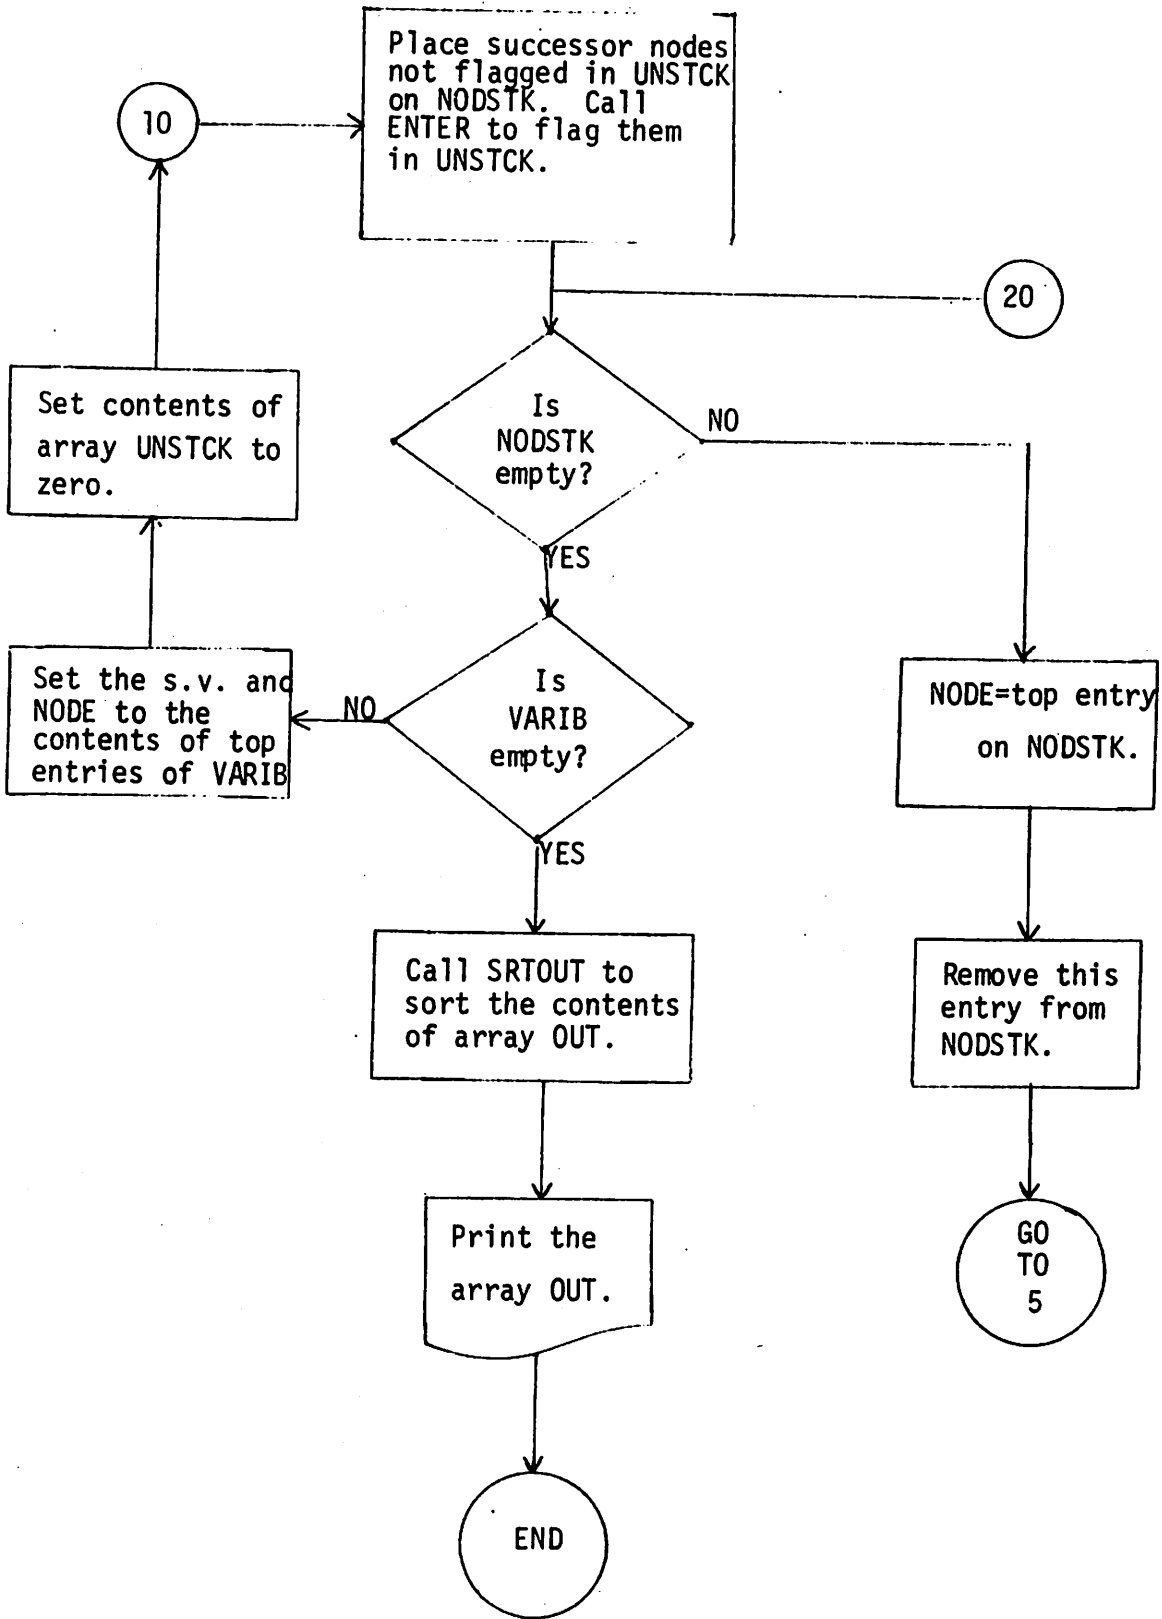 Place successor nodes
not flagged in UNSTCK
on NODSTK. Call
ENTER to flag them
in UNSTCK.
10
20
Set contents of
array UNSTCK to
zero.
Is
NODSTK
empty?
NO
YES
Set the s.v. and
NODE to the
contents of top
entries of VARIB
NO
Is
VARIB
empty?
YES
NODE=top entry
on NODSTK.
Call SRTOUT to
sort the contents
of array OUT.
Remove this
entry from
NODSTK.
Print the
array OUT.
GO
TO
5
END